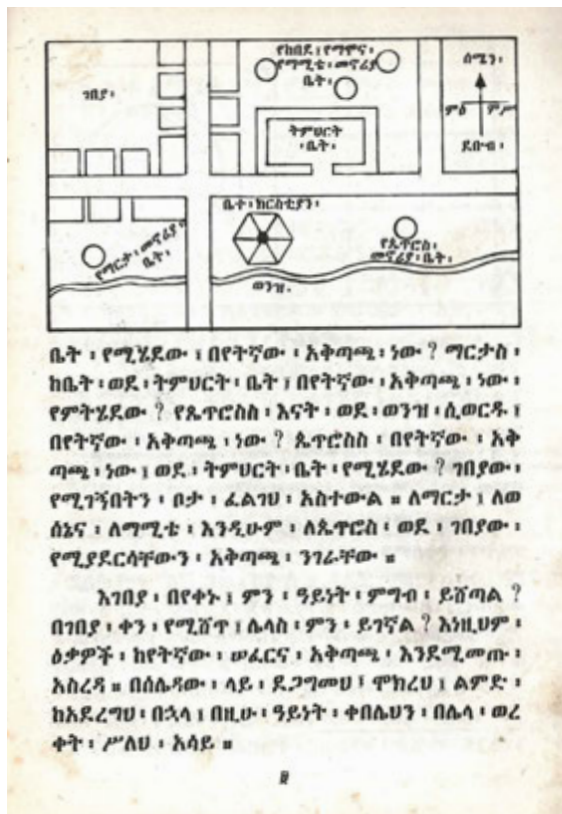 የከበደ ፤ የማሞና ፡
የማሚቴ ፡ መኖሪያ
ቤት ፡
ሰሜን ፡
ገበያ ፡
ምዕ
ምሥ
ትምህርት
፡ ቤት ፡
ደቡብ ፡
ቤተ ፡ ክርስቲያን ፡
የማርታ ፡ መኖሪያ ፡
ቤት ፡
የጴጥሮስ ፡
መኖሪያ ፡ ቤት ፡
ወንዝ ፡
ቤት ፡ የሚሄደው ፤ በየትኛው ፡ አቅጣጫ ፡ ነው ? ማርታስ ፡
ከቤት ፡ ወደ ፡ ትምህርት ፡ ቤት ፤ በየትኛው ፡ አቅጣጫ ፡ ነው ፡
የምትሄደው ? የጴጥሮስስ ፡ እናት ፡ ወደ ፡ ወንዝ ፡ ሲወርዱ ፤
በየትኛው ፡ አቅጣጫ ፡ ነው ? ጴጥሮስስ ፡ በየትኛው ፡ አቅ
ጣጫ ፡ ነው ፤ ወደ ፡ ትምህርት ፡ ቤት ፡ የሚሄደው ? ገበያው ፡
የሚገኝበትን ፡ ቦታ ፡ ፈልገህ ፡ አስተውል ። ለማርታ ፤ ለወ
ሰኔና ፡ ለማሚቴ ፡ እንዲሁም ፡ ለጴጥሮስ ፡ ወደ ፡ ገበያው ፡
የሚያደርሳቸውን ፡ አቅጣጫ ፡ ንገራቸው ።
እገበያ ፡ በየቀኑ ፤ ምን ፡ ዓይነት ፡ ምግብ ፡ ይሸጣል ?
በገበያ ፡ ቀን ፡ የሚሸጥ ፤ ሌላስ ፡ ምን ፡ ይገኛል ? እነዚህም ፡
ዕቃዎች ፡ ከየትኛው ፡ ሠፈርና ፡ አቅጣጫ ፡ እንደሚመጡ ፡
አስረዳ ። በሰሌዳው ፡ ላይ ፡ ደጋግመህ ፤ ሞክረህ ፤ ልምድ ፡
ከአደረግህ ፡ በኋላ ፤ በዚሁ ፡ ዓይነት ፡ ቀበሌህን ፡ በሌላ ፡ ወረ
ቀት ፡ ሥለህ ፡ አሳይ ።